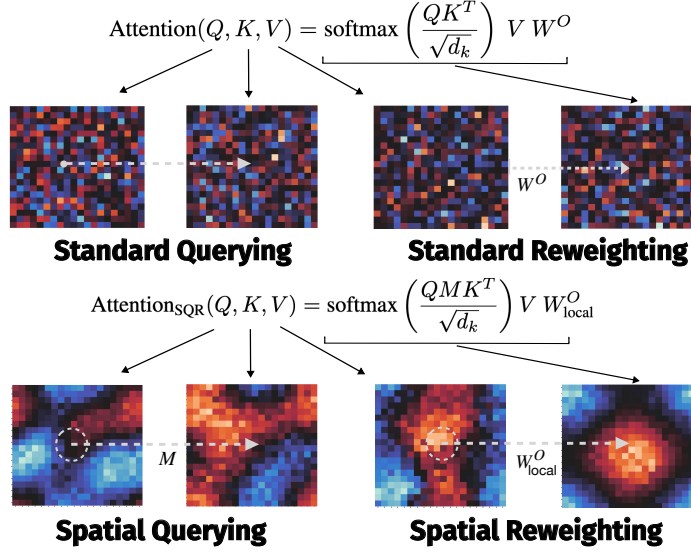 Attention(Q, K, V) = softmax (QK^T / √d_k) V W^O
W^O
Standard Querying Standard Reweighting
Attention_SQR(Q, K, V) = softmax (QMK^T / √d_k) V W^O_local
M W^O_local
Spatial Querying Spatial Reweighting